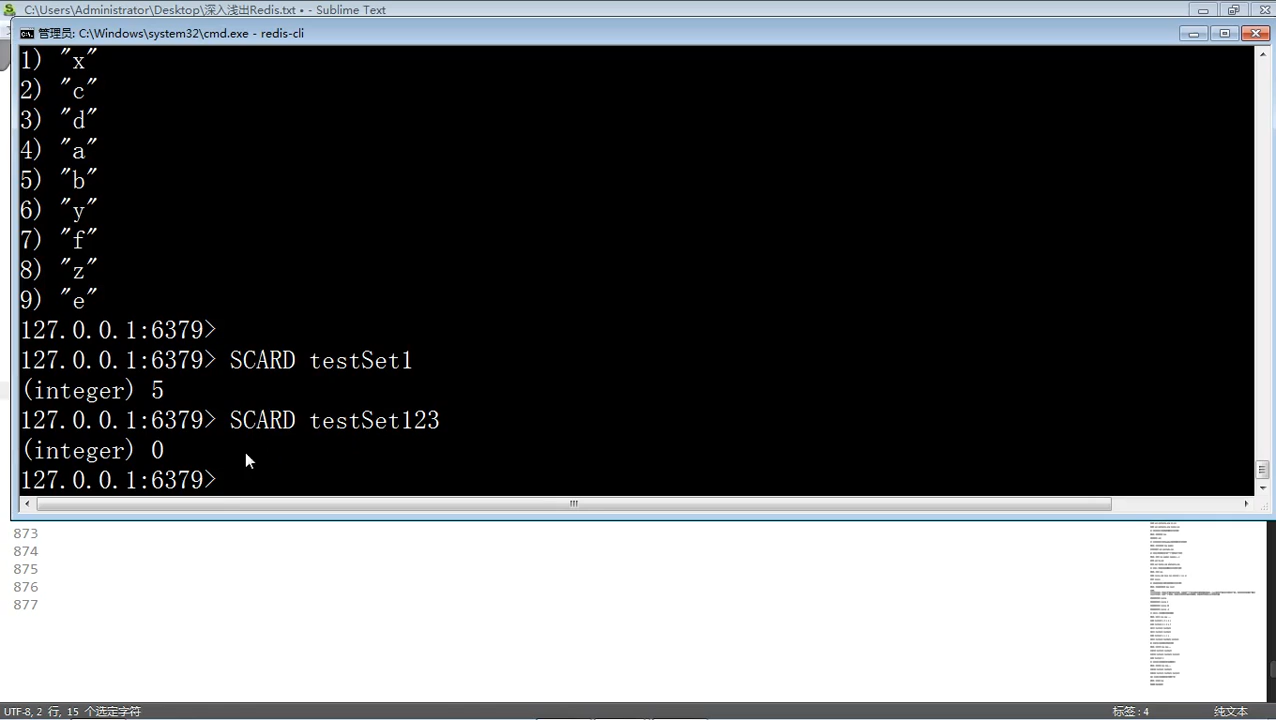 C:\Users\Administrator\Desktop\深入浅出Redis.txt • - Sublime Text
管理员: C:\Windows\system32\cmd.exe - redis-cli
1) "x"
2) "c"
3) "d"
4) "a"
5) "b"
6) "y"
7) "f"
8) "z"
9) "e"
127.0.0.1:6379>
127.0.0.1:6379> SCARD testSet1
(integer) 5
127.0.0.1:6379> SCARD testSet123
(integer) 0
127.0.0.1:6379>
873
874
875
876
877
UTF8, 2 行, 15 个选定字符
标签: 4
纯文本